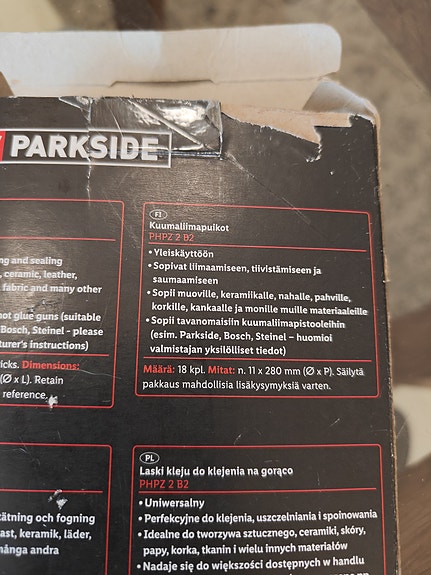 PARKSIDE
FI
Kuumaliimapuikot
PHPZ 2 B2
• Yleiskäyttöön
• Sopivat liimaamiseen, tiivistämiseen ja
saumaamiseen
• Sopii muoville, keramiikalle, nahalle, pahville,
korkille, kankaalle ja monille muille materiaaleille
• Sopii tavanomaisiin kuumaliimapistooleihin
(esim. Parkside, Bosch, Steinel – huomioi
valmistajan yksilölliset tiedot)
Määrä: 18 kpl. Mitat: n. 11 x 280 mm (Ø x P). Säilytä
pakkaus mahdollisia lisäkysymyksiä varten.
ng and sealing
, ceramic, leather,
fabric and many other
hot glue guns (suitable
Bosch, Steinel - please
turer's instructions)
icks. Dimensions:
(Ø x L). Retain
reference.
PL
Laski kleju do klejenia na gorąco
PHPZ 2 B2
• Uniwersalny
• Perfekcyjne do klejenia, uszczelniania i spoinowania
• Idealne do tworzywa sztucznego, ceramiki, skóry,
papy, korka, tkanin i wielu innych materiałów
• Nadaje się do większości dostępnych w handlu
tätning och fogning
ast, keramik, läder,
många andra